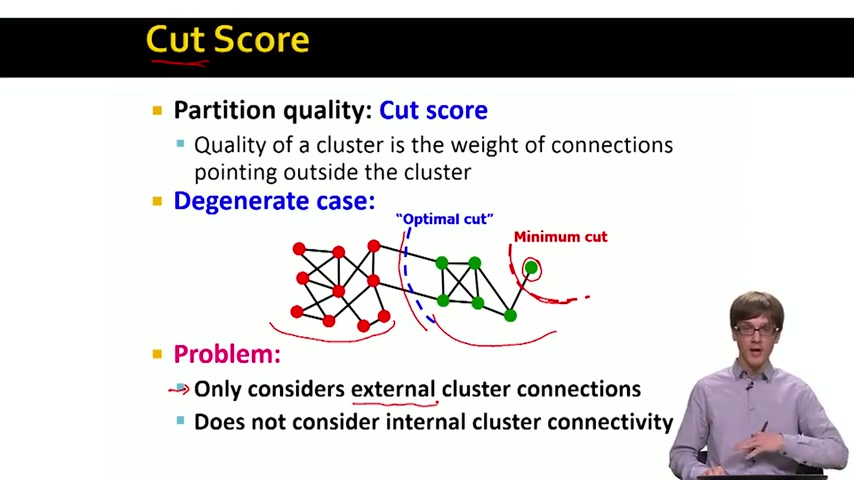 Cut Score
Partition quality: Cut score
Quality of a cluster is the weight of connections
pointing outside the cluster
Degenerate case:
"Optimal cut"
Minimum cut
Problem:
Only considers external cluster connections
Does not consider internal cluster connectivity